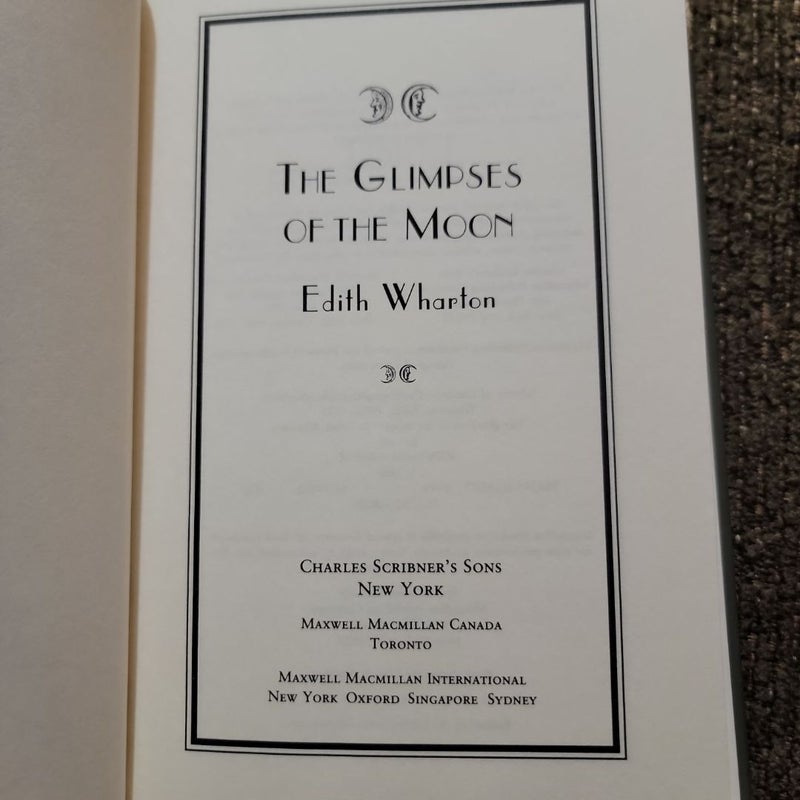 The Glimpses
of the Moon
Edith Wharton
Charles Scribner's Sons
New York
Maxwell Macmillan Canada
Toronto
Maxwell Macmillan International
New York Oxford Singapore Sydney